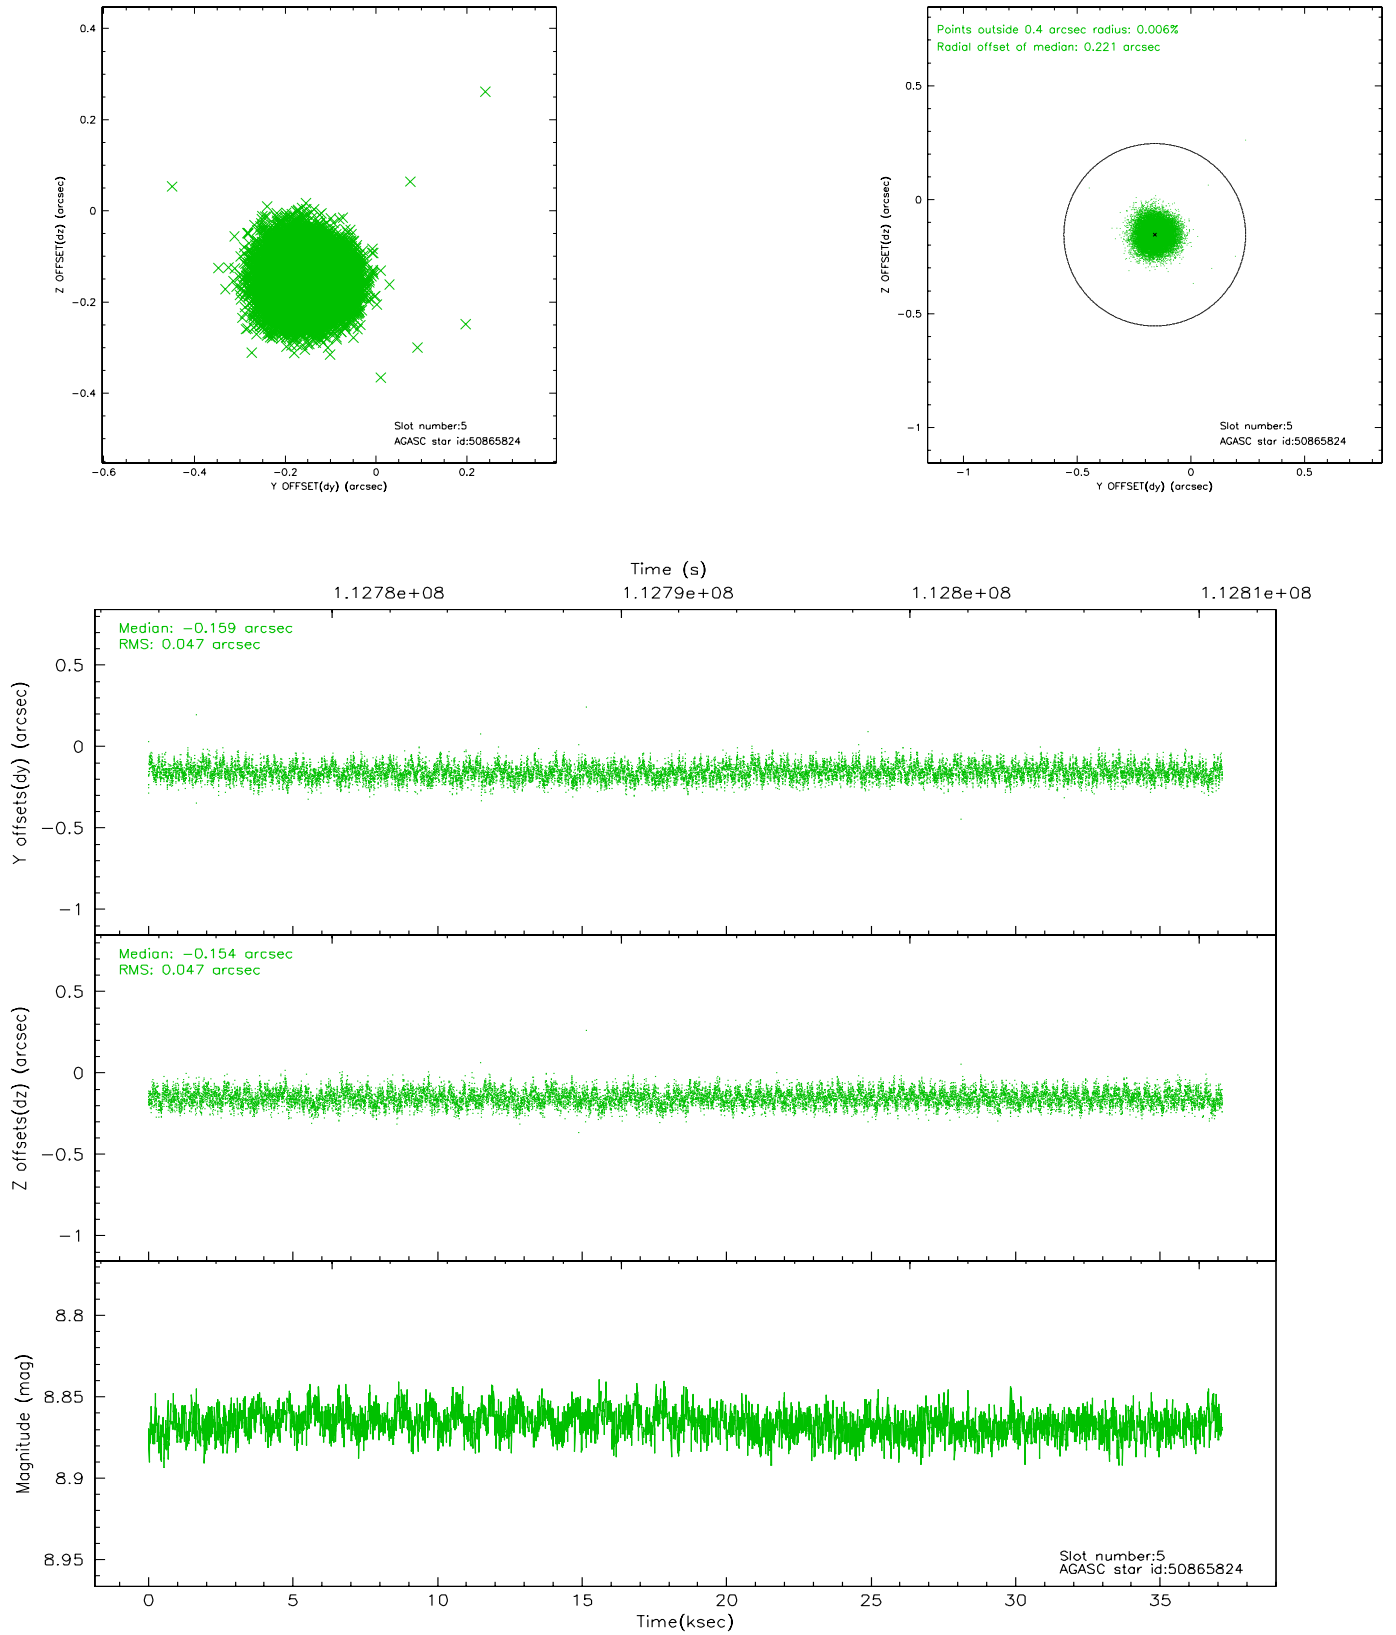 0.4
0.2
0
−0.2
−0.4
Z OFFSET(dz) (arcsec)
Slot number:5
AGASC star id:50865824
−0.6
−0.4
−0.2
0
0.2
Y OFFSET(dy) (arcsec)
Points outside 0.4 arcsec radius: 0.006%
Radial offset of median: 0.221 arcsec
0.5
0
−0.5
−1
Z OFFSET(dz) (arcsec)
Slot number:5
AGASC star id:50865824
−1
−0.5
0
0.5
Y OFFSET(dy) (arcsec)
Time (s)
1.1278e+08
1.1279e+08
1.128e+08
1.1281e+08
Median: −0.159 arcsec
RMS: 0.047 arcsec
0.5
0
−0.5
−1
Y offsets(dy) (arcsec)
Median: −0.154 arcsec
RMS: 0.047 arcsec
0.5
0
−0.5
−1
Z offsets(dz) (arcsec)
8.8
8.85
8.9
8.95
Magnitude (mag)
Slot number:5
AGASC star id:50865824
0
5
10
15
20
25
30
35
Time(ksec)